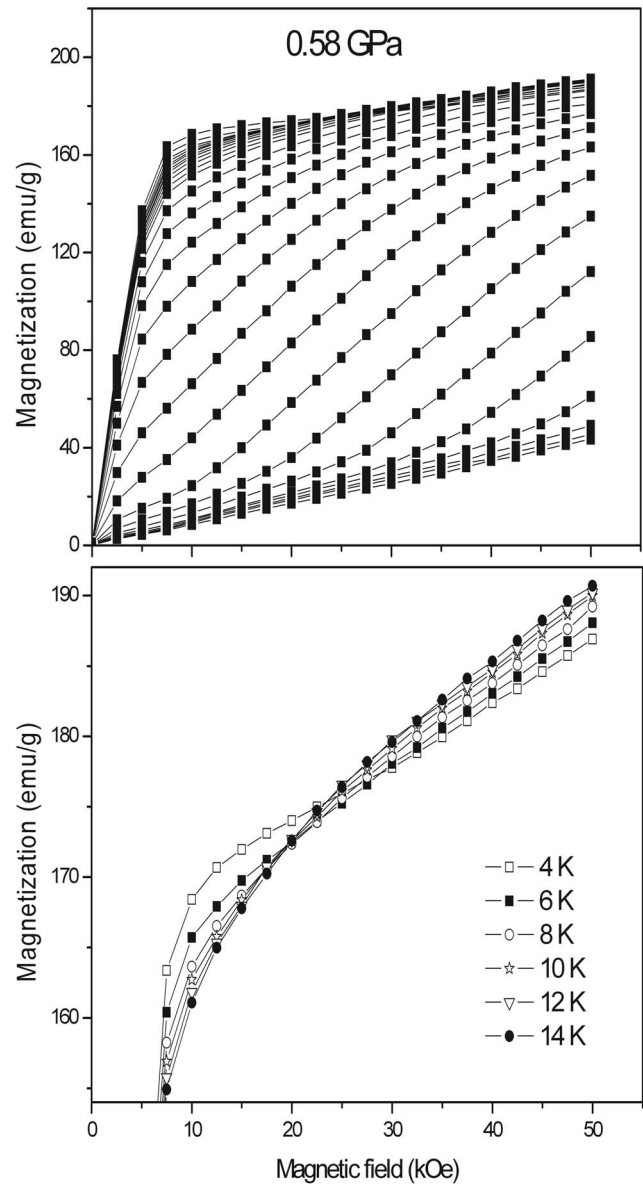 0.58 GPa
200
160
120
80
40
0
Magnetization (emu/g)
190
180
170
160
Magnetization (emu/g)
4 K
6 K
8 K
10 K
12 K
14 K
0 10 20 30 40 50
Magnetic field (kOe)